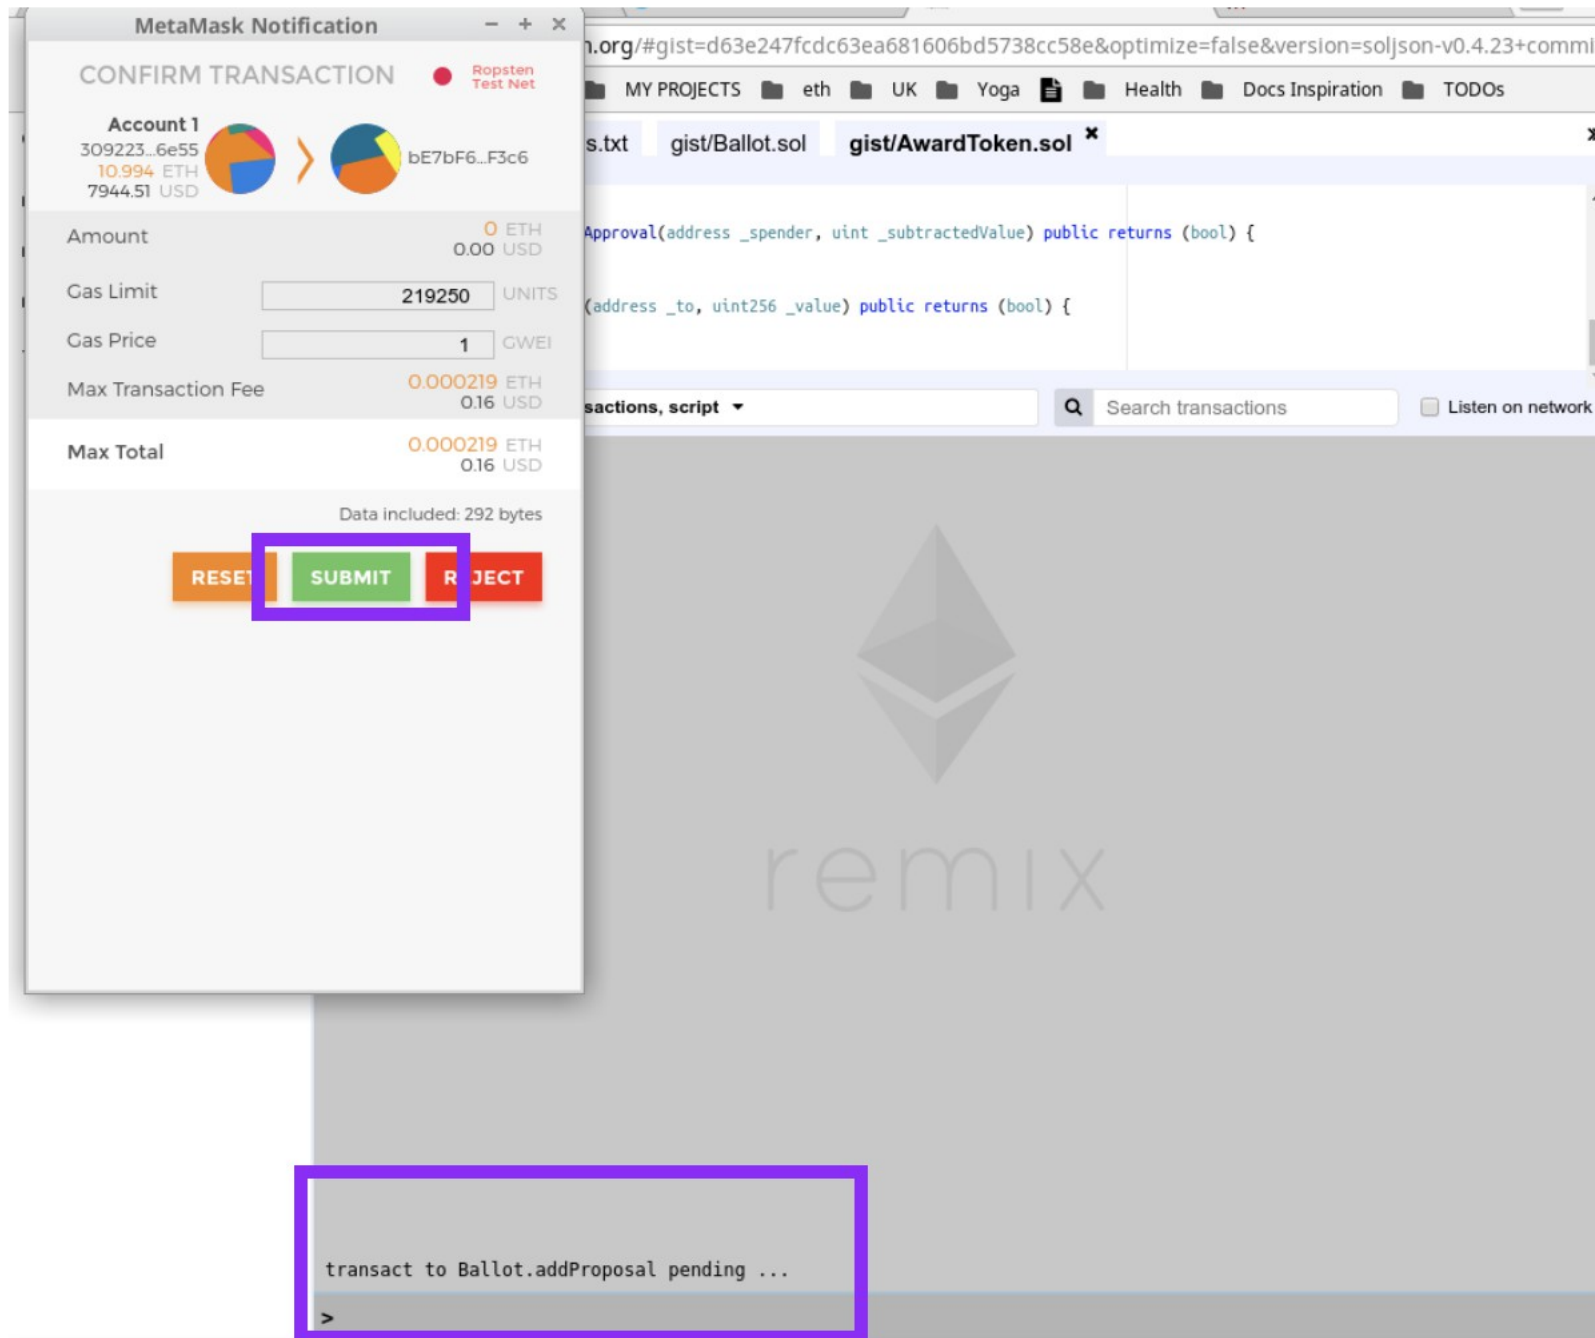 MetaMask Notification
CONFIRM TRANSACTION
Ropsten
Test Net
Account 1
309223...6e55
10.994 ETH
7944.51 USD
bE7bF6...F3c6
Amount
0 ETH
0.00 USD
Gas Limit
219250 UNITS
Gas Price
1 GWEI
Max Transaction Fee
0.000219 ETH
0.16 USD
Max Total
0.000219 ETH
0.16 USD
Data included: 292 bytes
RESET SUBMIT REJECT
.org/#gist=d63e247fcdc63ea681606bd5738cc58e&optimize=false&version=soljson-v0.4.23+commi
MY PROJECTS eth UK Yoga Health Docs Inspiration TODOs
s.txt gist/Ballot.sol gist/AwardToken.sol
Approval(address _spender, uint _subtractedValue) public returns (bool) {
(address _to, uint256 _value) public returns (bool) {
sactions, script
Search transactions
Listen on network
remix
transact to Ballot.addProposal pending ...
>